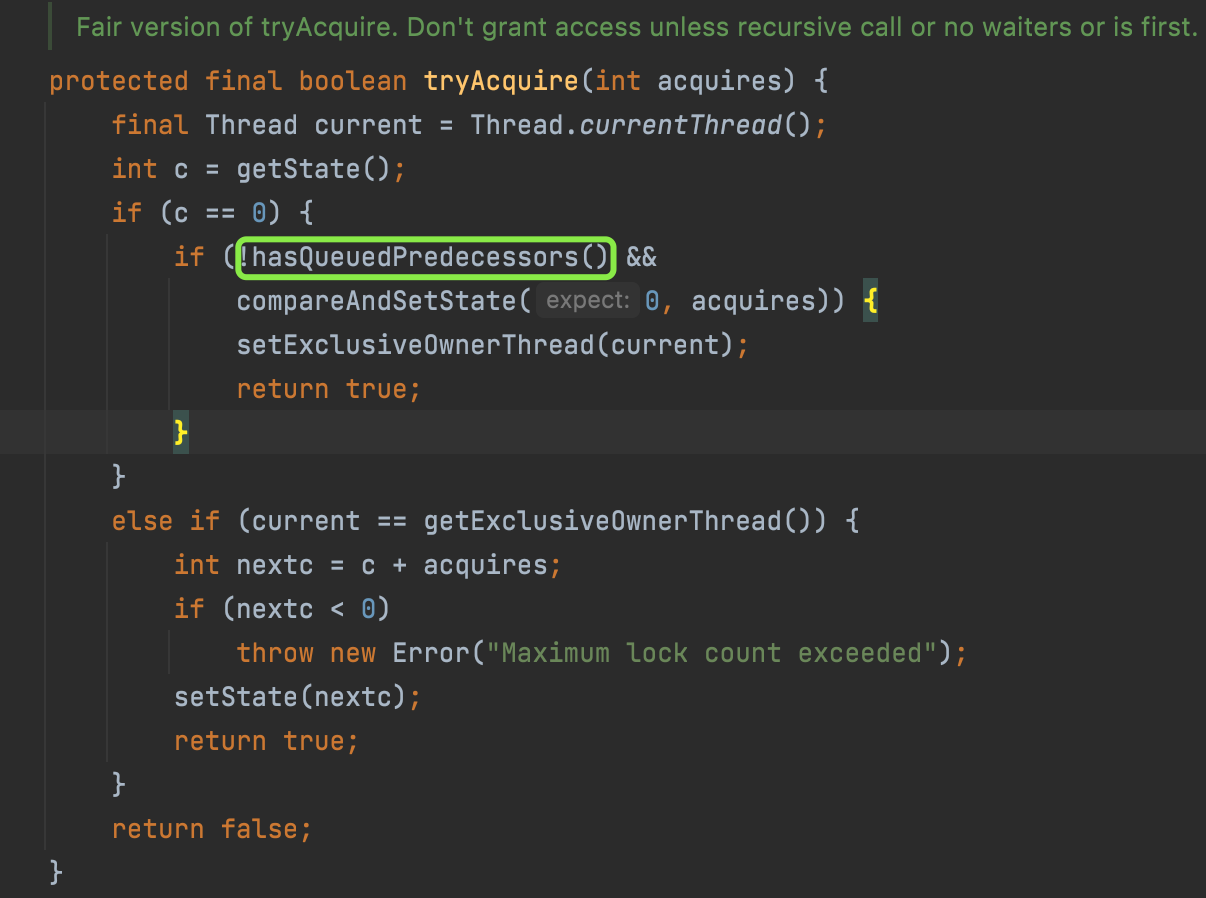 Fair version of tryAcquire. Don't grant access unless recursive call or no waiters or is first.
protected final boolean tryAcquire(int acquires) {
final Thread current = Thread.currentThread();
int c = getState();
if (c == 0) {
if (!hasQueuedPredecessors() &&
compareAndSetState( expect: 0, acquires)) {
setExclusiveOwnerThread(current);
return true;
}
}
else if (current == getExclusiveOwnerThread()) {
int nextc = c + acquires;
if (nextc < 0)
throw new Error("Maximum lock count exceeded");
setState(nextc);
return true;
}
return false;
}